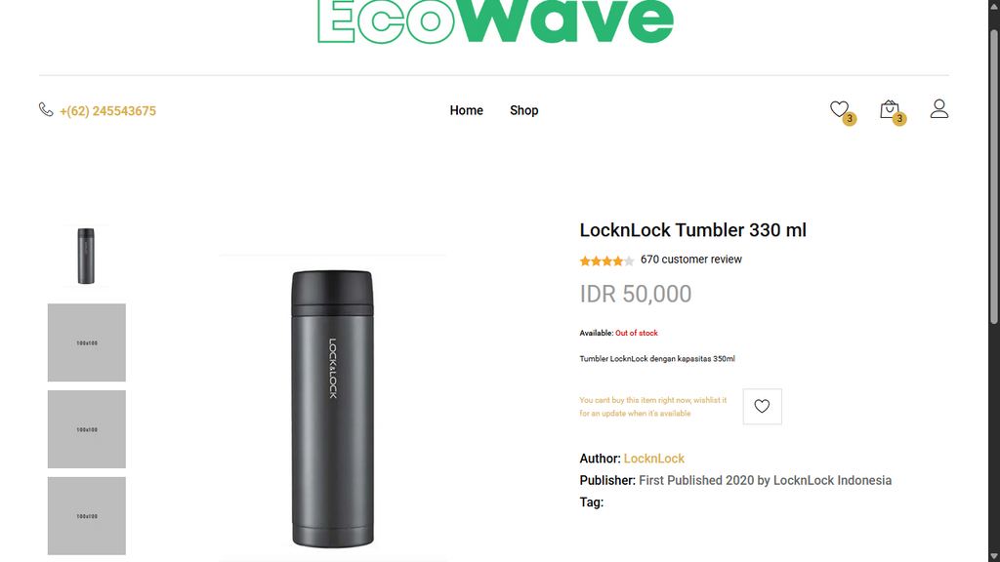 EcoWave
+(62) 245543675
Home
Shop
3
3
LocknLock Tumbler 330 ml
670 customer review
IDR 50,000
Available: Out of stock
Tumbler LocknLock dengan kapasitas 350ml
You cant buy this item right now, wishlist it
for an update when it's available
Author: LocknLock
Publisher: First Published 2020 by LocknLock Indonesia
Tag:
100x100
100x100
100x100
LOCK&LOCK